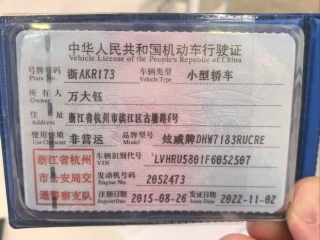 中华人民共和国机动车行驶证
Vehicle License of the People's Republic of China
号牌号码 浙AKR173 车辆类型 小型轿车
Plate No. Vehicle Type
所有人 万大钰
Owner
住址 浙江省杭州市滨江区古塘路5号
Address
使用性质 非营运 品牌型号 炫威牌DHW7183RUCRE
Use Character Model
浙江省杭州 车辆识别代号 LVHRU5801F6052507
VIN
市公安局交 发动机号码 2052473
Engine No.
通警察支队 注册日期 2015-08-26 发证日期 2022-11-02
Register Date Issue Date